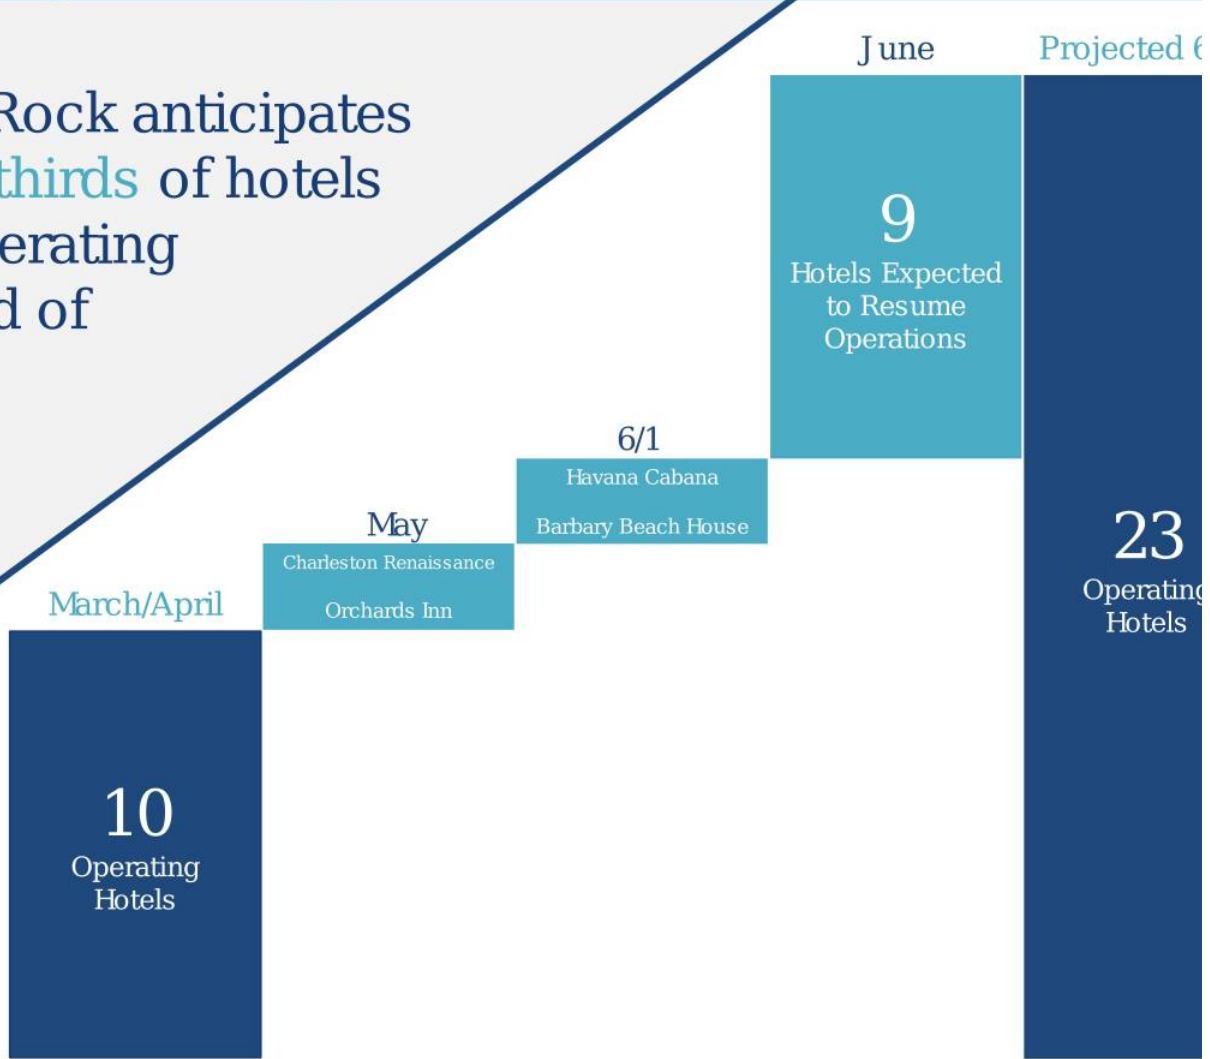 Rock anticipates
thirds of hotels
erating
d of
June
Projected 6
9
Hotels Expected
to Resume
Operations
6/1
Havana Cabana
Barbary Beach House
May
Charleston Renaissance
Orchards Inn
March/April
10
Operating
Hotels
23
Operating
Hotels